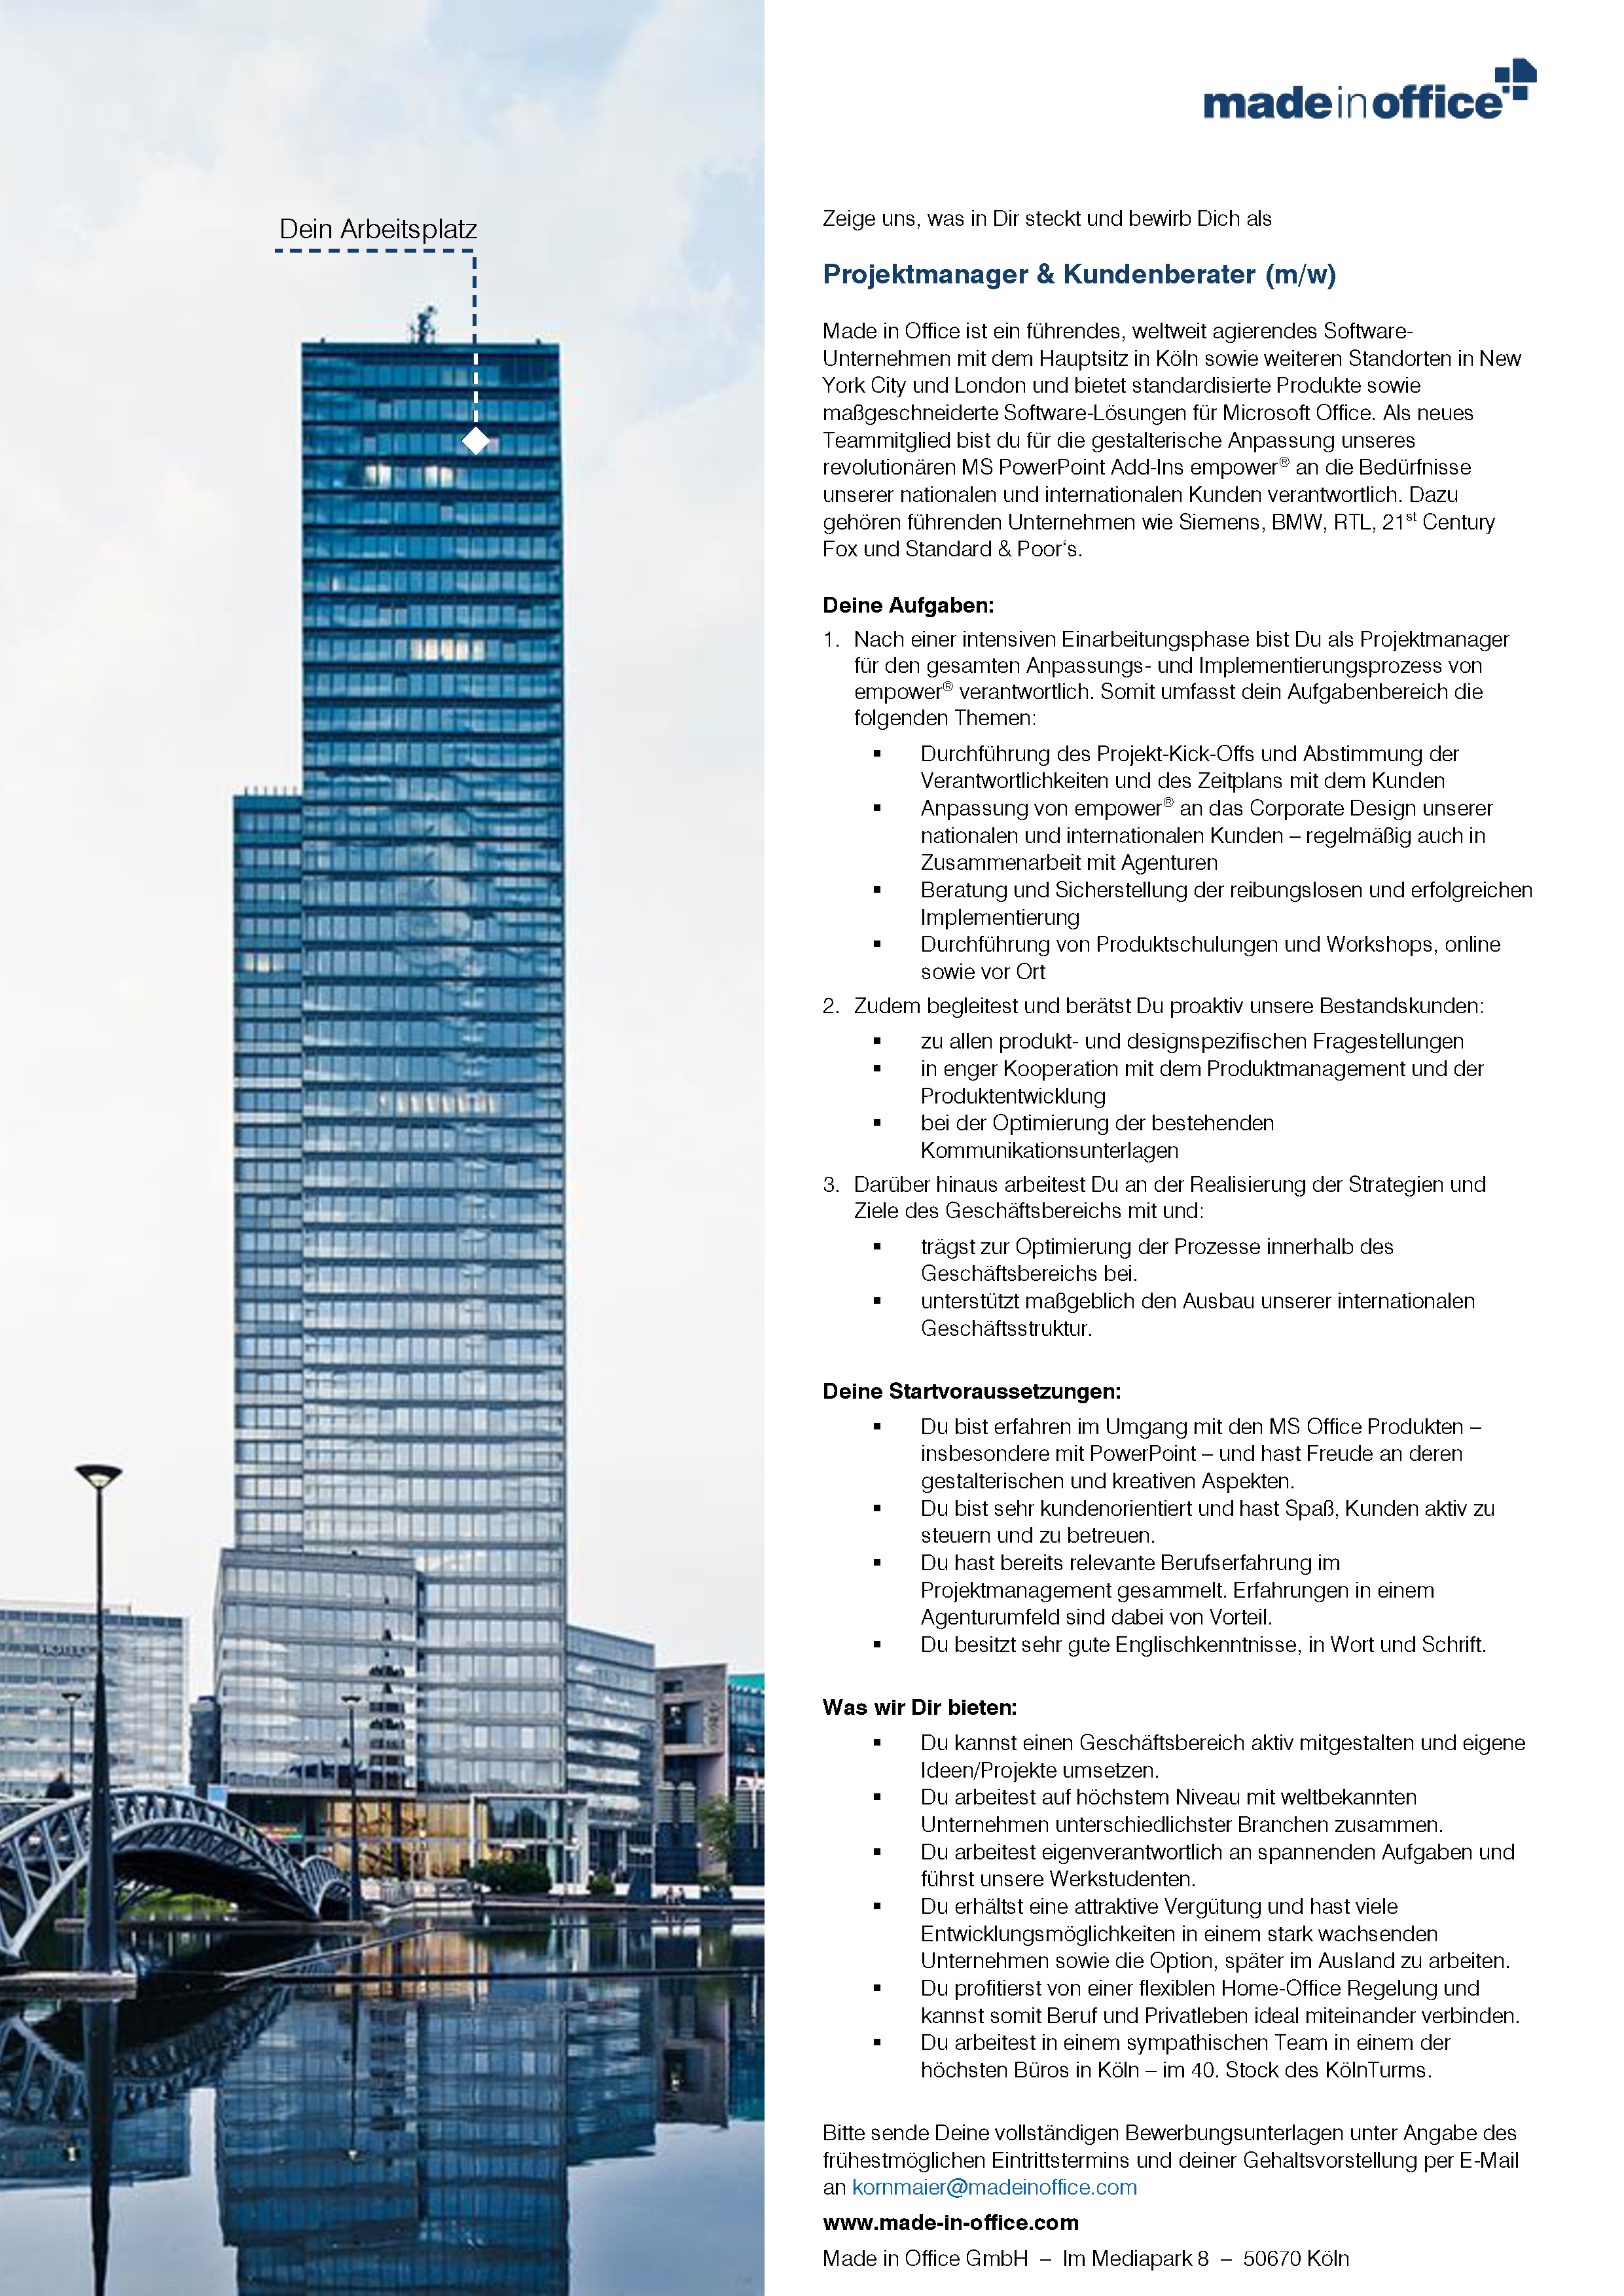 madeinoffice
Dein Arbeitsplatz
Zeige uns, was in Dir steckt und bewirb Dich als
Projektmanager & Kundenberater (m/w)
Made in Office ist ein führendes, weltweit agierendes Software-
Unternehmen mit dem Hauptsitz in Köln sowie weiteren Standorten in New
York City und London und bietet standardisierte Produkte sowie
maßgeschneiderte Software-Lösungen für Microsoft Office. Als neues
Teammitglied bist du für die gestalterische Anpassung unseres
revolutionären MS PowerPoint Add-Ins empower® an die Bedürfnisse
unserer nationalen und internationalen Kunden verantwortlich. Dazu
gehören führenden Unternehmen wie Siemens, BMW, RTL, 21st Century
Fox und Standard & Poor‘s.
Deine Aufgaben:
1. Nach einer intensiven Einarbeitungsphase bist Du als Projektmanager
für den gesamten Anpassungs- und Implementierungsprozess von
empower® verantwortlich. Somit umfasst dein Aufgabenbereich die
folgenden Themen:
▪ Durchführung des Projekt-Kick-Offs und Abstimmung der
Verantwortlichkeiten und des Zeitplans mit dem Kunden
▪ Anpassung von empower® an das Corporate Design unserer
nationalen und internationalen Kunden – regelmäßig auch in
Zusammenarbeit mit Agenturen
▪ Beratung und Sicherstellung der reibungslosen und erfolgreichen
Implementierung
▪ Durchführung von Produktschulungen und Workshops, online
sowie vor Ort
2. Zudem begleitest und berätst Du proaktiv unsere Bestandskunden:
▪ zu allen produkt- und designspezifischen Fragestellungen
▪ in enger Kooperation mit dem Produktmanagement und der
Produktentwicklung
▪ bei der Optimierung der bestehenden
Kommunikationsunterlagen
3. Darüber hinaus arbeitest Du an der Realisierung der Strategien und
Ziele des Geschäftsbereichs mit und:
▪ trägst zur Optimierung der Prozesse innerhalb des
Geschäftsbereichs bei.
▪ unterstützt maßgeblich den Ausbau unserer internationalen
Geschäftsstruktur.
Deine Startvoraussetzungen:
▪ Du bist erfahren im Umgang mit den MS Office Produkten –
insbesondere mit PowerPoint – und hast Freude an deren
gestalterischen und kreativen Aspekten.
▪ Du bist sehr kundenorientiert und hast Spaß, Kunden aktiv zu
steuern und zu betreuen.
▪ Du hast bereits relevante Berufserfahrung im
Projektmanagement gesammelt. Erfahrungen in einem
Agenturumfeld sind dabei von Vorteil.
▪ Du besitzt sehr gute Englischkenntnisse, in Wort und Schrift.
Was wir Dir bieten:
▪ Du kannst einen Geschäftsbereich aktiv mitgestalten und eigene
Ideen/Projekte umsetzen.
▪ Du arbeitest auf höchstem Niveau mit weltbekannten
Unternehmen unterschiedlichster Branchen zusammen.
▪ Du arbeitest eigenverantwortlich an spannenden Aufgaben und
führst unsere Werkstudenten.
▪ Du erhältst eine attraktive Vergütung und hast viele
Entwicklungsmöglichkeiten in einem stark wachsenden
Unternehmen sowie die Option, später im Ausland zu arbeiten.
▪ Du profitierst von einer flexiblen Home-Office Regelung und
kannst somit Beruf und Privatleben ideal miteinander verbinden.
▪ Du arbeitest in einem sympathischen Team in einem der
höchsten Büros in Köln – im 40. Stock des KölnTurms.
Bitte sende Deine vollständigen Bewerbungsunterlagen unter Angabe des
frühestmöglichen Eintrittstermins und deiner Gehaltsvorstellung per E-Mail
an kornmaier@madeinoffice.com
www.made-in-office.com
Made in Office GmbH – Im Mediapark 8 – 50670 Köln